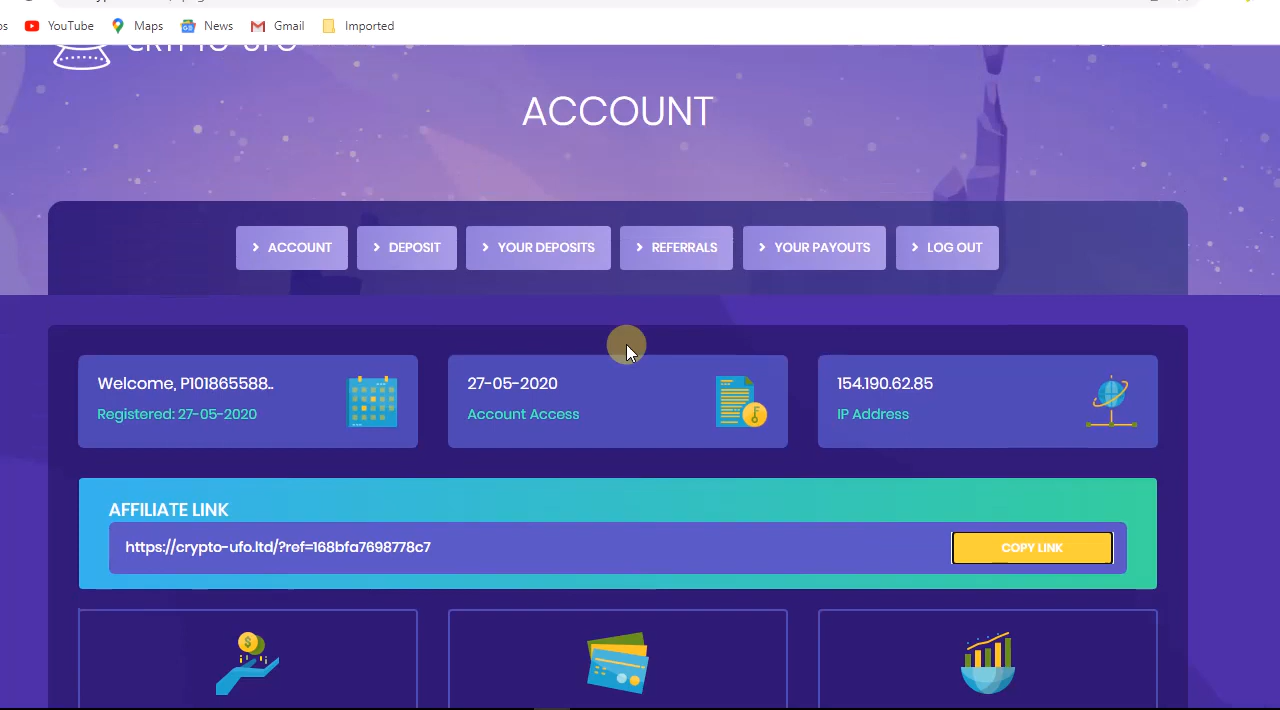 YouTube Maps News Gmail Imported
ACCOUNT
ACCOUNT DEPOSIT YOUR DEPOSITS REFERRALS YOUR PAYOUTS LOG OUT
Welcome, P101865588..
Registered: 27-05-2020
27-05-2020
Account Access
154.190.62.85
IP Address
AFFILIATE LINK
https://crypto-ufo.ltd/?ref=168bfa7698778c7
COPY LINK